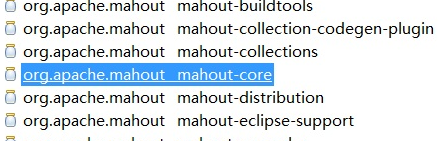 org.apache.mahout mahout-buildtools
org.apache.mahout mahout-collection-codegen-plugin
org.apache.mahout mahout-collections
org.apache.mahout mahout-core
org.apache.mahout mahout-distribution
org.apache.mahout mahout-eclipse-support